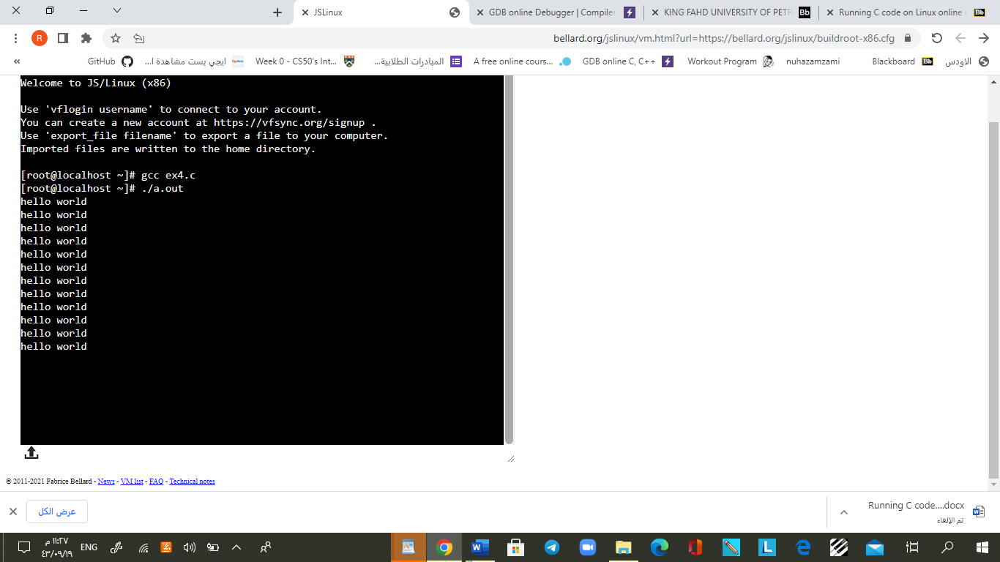 JSLinux
GDB online Debugger | Compiler
KING FAHD UNIVERSITY OF PETR
Running C code on Linux online
R
bellard.org/jslinux/vm.html?url=https://bellard.org/jslinux/buildroot-x86.cfg
GitHub
ايجي بست مشاهدة ا...
Week 0 - CS50's Int...
المبادرات الطلابية...
A free online cours...
GDB online C, C++
Workout Program
nuhazamzami
Blackboard
الاودس
Welcome to JS/Linux (x86)
Use 'vflogin username' to connect to your account.
You can create a new account at https://vfsync.org/signup .
Use 'export_file filename' to export a file to your computer.
Imported files are written to the home directory.
[root@localhost ~]# gcc ex4.c
[root@localhost ~]# ./a.out
hello world
hello world
hello world
hello world
hello world
hello world
hello world
hello world
hello world
hello world
hello world
hello world
© 2011-2021 Fabrice Bellard - News - VM list - FAQ - Technical notes
عرض الكل
Running C code....docx
تم الإلغاء
ENG
١١:٢٧ م
٤٣/٠٩/١٩